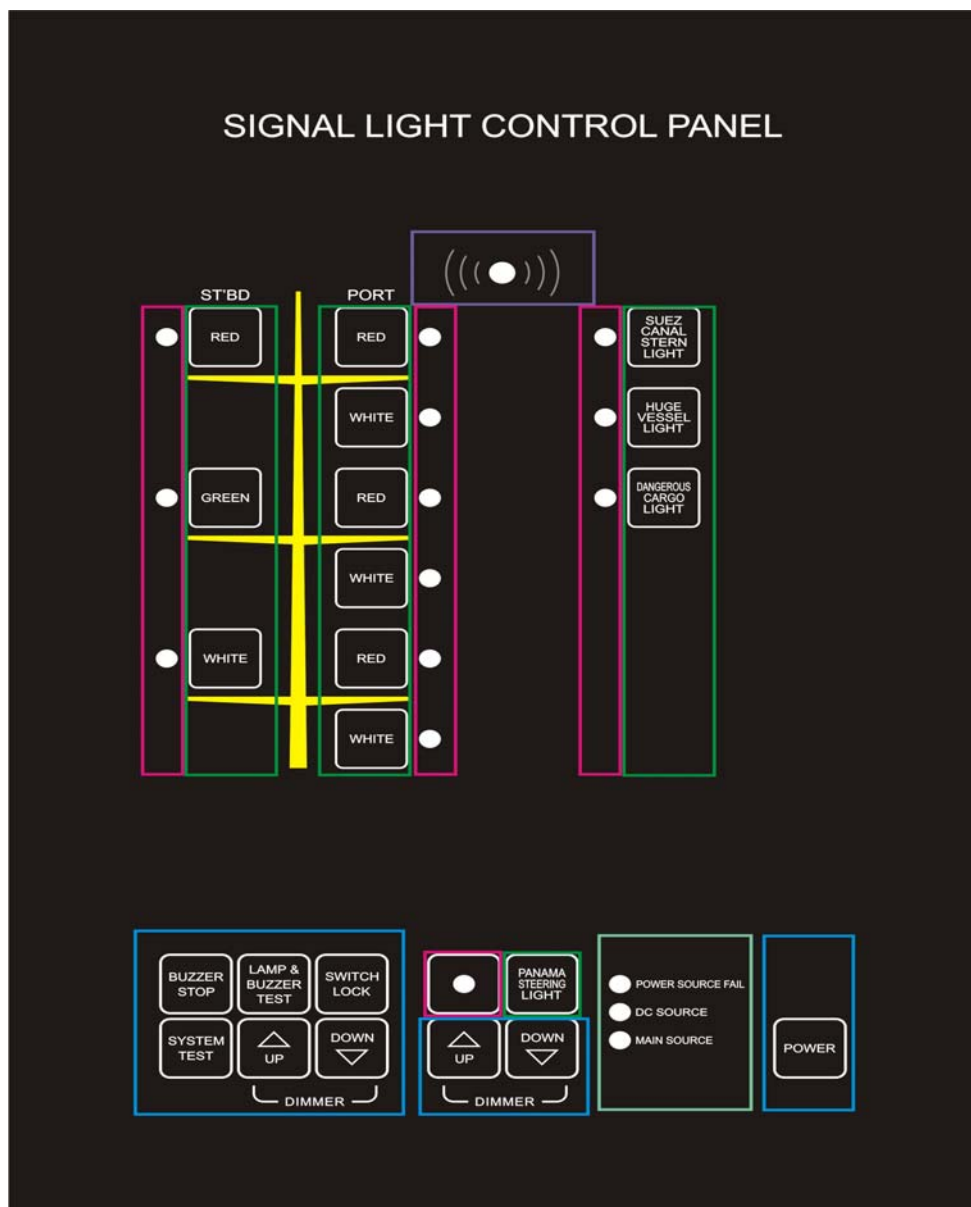 SIGNAL LIGHT CONTROL PANEL
ST'BD
PORT
RED
RED
SUEZ
CANAL
STERN
LIGHT
WHITE
HUGE
VESSEL
LIGHT
GREEN
RED
DANGEROUS
CARGO
LIGHT
WHITE
WHITE
RED
WHITE
BUZZER
STOP
LAMP &
BUZZER
TEST
SWITCH
LOCK
PANAMA
STEERING
LIGHT
POWER SOURCE FAIL
DC SOURCE
MAIN SOURCE
SYSTEM
TEST
UP
DOWN
DIMMER
UP
DOWN
DIMMER
POWER